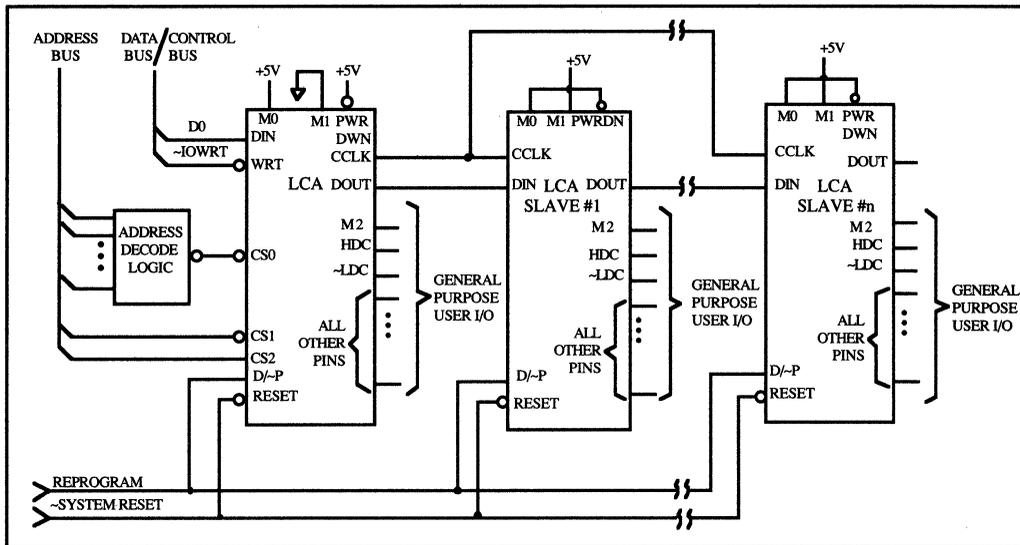 ADDRESS
BUS
DATA / CONTROL
BUS / BUS
+5V
+5V
M0
M1 PWR
DWN
D0
DIN
~IOWRT
WRT
CCLK
LCA
DOUT
ADDRESS
DECODE
LOGIC
CS0
M2
HDC
~LDC
GENERAL
PURPOSE
USER I/O
ALL
OTHER
PINS
CS1
CS2
D/~P
RESET
+5V
M0 M1 PWRDN
CCLK
DIN
LCA
DOUT
SLAVE #1
M2
HDC
~LDC
GENERAL
PURPOSE
USER I/O
ALL
OTHER
PINS
D/~P
RESET
+5V
M0 M1 PWR
DWN
CCLK
DOUT
DIN
LCA
SLAVE #n
M2
HDC
~LDC
GENERAL
PURPOSE
USER I/O
ALL
OTHER
PINS
D/~P
RESET
REPROGRAM
~SYSTEM RESET